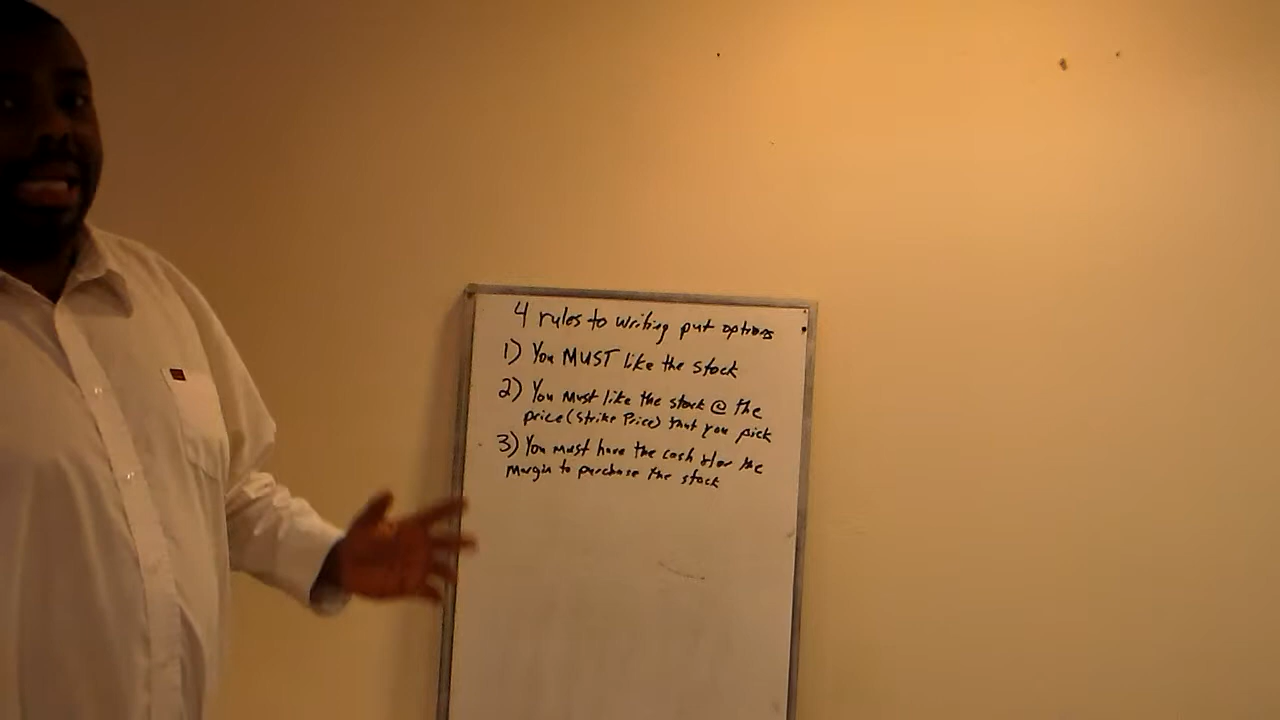 4 rules to writing put options
1) You MUST like the stock
2) You Must like the stock @ the
price (Strike Price) that you pick
3) You must have the cash &/or the
Margin to purchase the stock